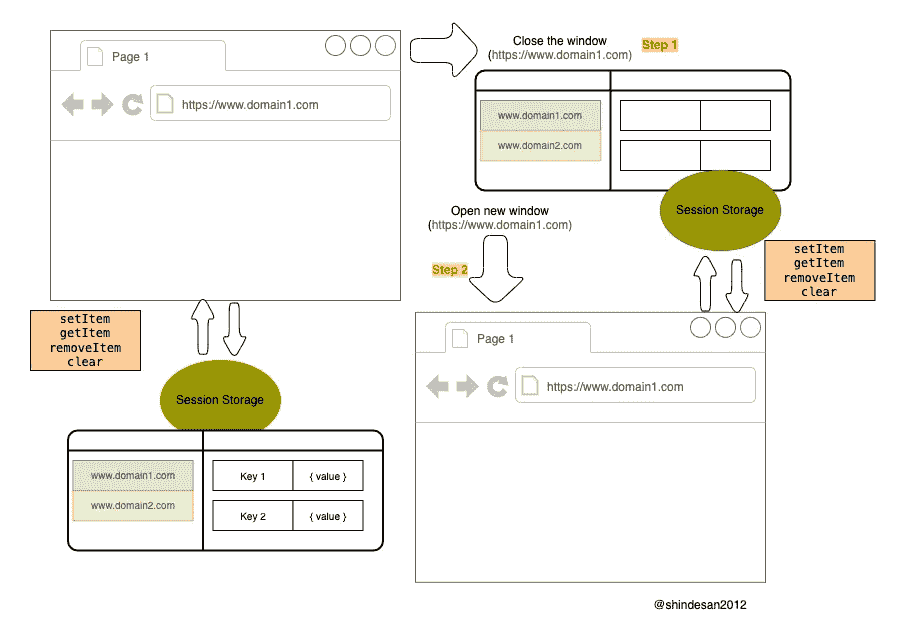 Page 1
https://www.domain1.com
Close the window
(https://www.domain1.com)
Step 1
www.domain1.com
www.domain2.com
Session Storage
setItem
getItem
removeItem
clear
Open new window
(https://www.domain1.com)
Step 2
Page 1
https://www.domain1.com
setItem
getItem
removeItem
clear
Session Storage
www.domain1.com
www.domain2.com
Key 1 { value }
Key 2 { value }
@shindesan2012